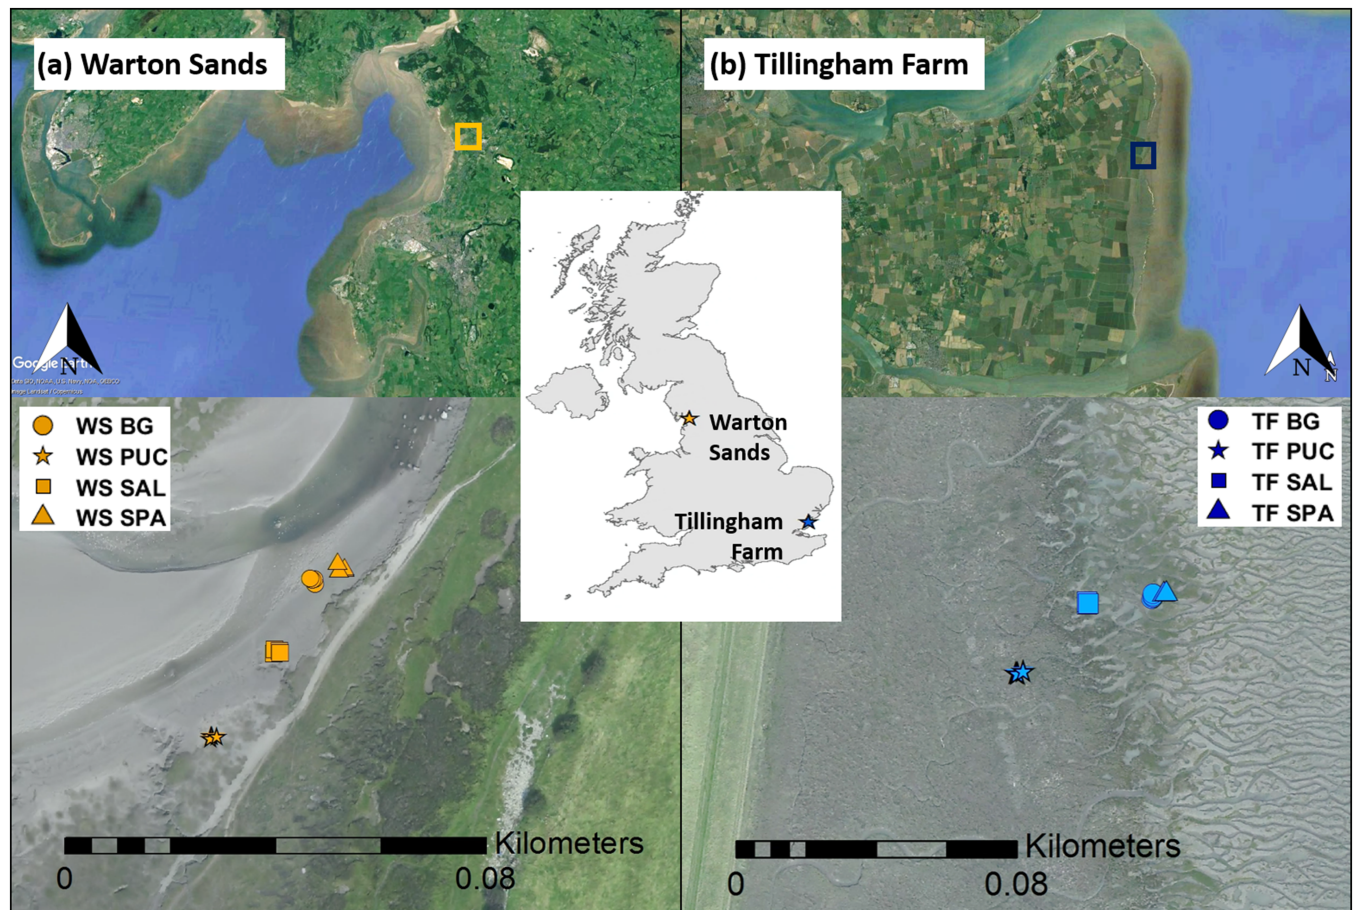 (a) Warton Sands
(b) Tillingham Farm
Google Earth
N
N
N
Warton
Sands
Tillingham
Farm
WS BG
WS PUC
WS SAL
WS SPA
TF BG
TF PUC
TF SAL
TF SPA
Kilometers
0
0.08
Kilometers
0
0.08